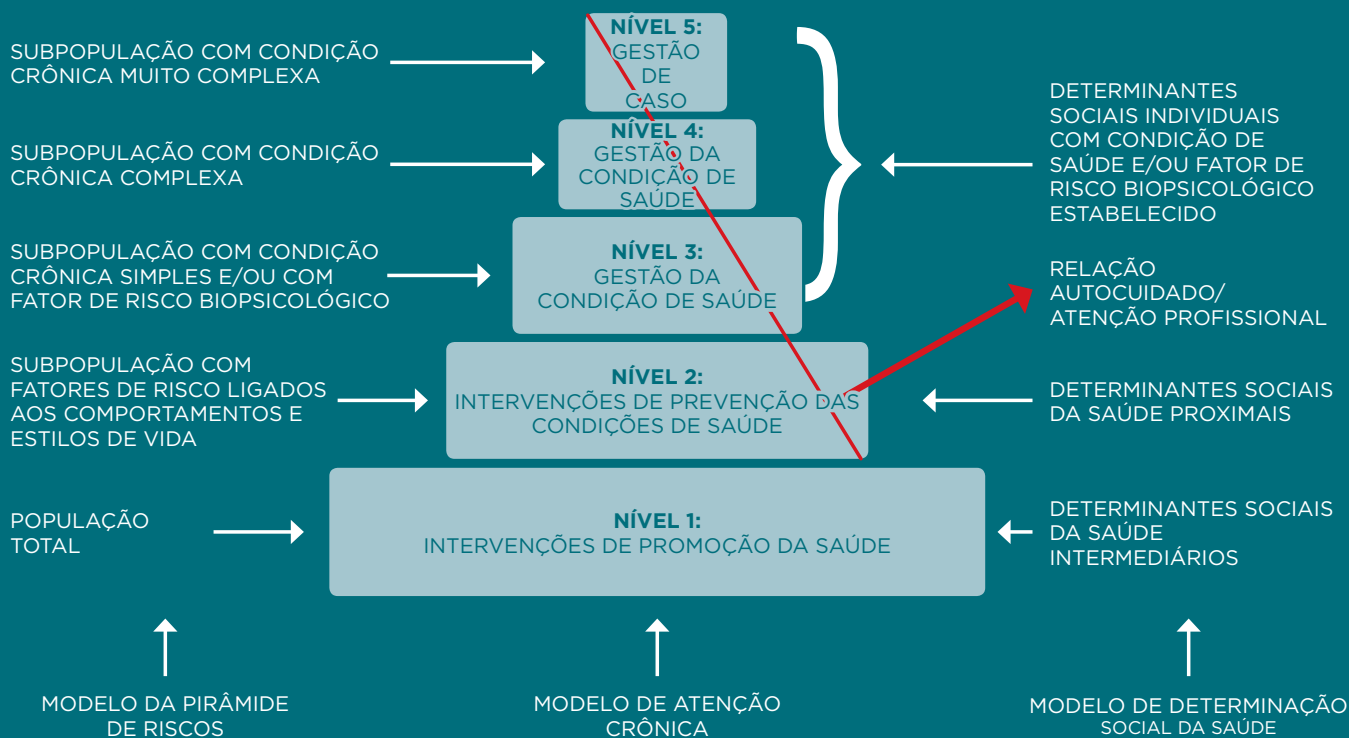 SUBPOPULAÇÃO COM CONDIÇÃO
CRÔNICA MUITO COMPLEXA
SUBPOPULAÇÃO COM CONDIÇÃO
CRÔNICA COMPLEXA
SUBPOPULAÇÃO COM CONDIÇÃO
CRÔNICA SIMPLES E/OU COM
FATOR DE RISCO BIOPSICOLÓGICO
SUBPOPULAÇÃO COM
FATORES DE RISCO LIGADOS
AOS COMPORTAMENTOS E
ESTILOS DE VIDA
POPULAÇÃO
TOTAL
MODELO DA PIRÂMIDE
DE RISCOS
NÍVEL 5:
GESTÃO
DE
CASO
NÍVEL 4:
GESTÃO DA
CONDIÇÃO DE
SAÚDE
NÍVEL 3:
GESTÃO DA
CONDIÇÃO DE SAÚDE
NÍVEL 2:
INTERVENÇÕES DE PREVENÇÃO DAS
CONDIÇÕES DE SAÚDE
NÍVEL 1:
INTERVENÇÕES DE PROMOÇÃO DA SAÚDE
MODELO DE ATENÇÃO
CRÔNICA
DETERMINANTES
SOCIAIS INDIVIDUAIS
COM CONDIÇÃO DE
SAÚDE E/OU FATOR DE
RISCO BIOPSICOLÓGICO
ESTABELECIDO
RELAÇÃO
AUTOCUIDADO/
ATENÇÃO PROFISSIONAL
DETERMINANTES SOCIAIS
DA SAÚDE PROXIMAIS
DETERMINANTES SOCIAIS
DA SAÚDE
INTERMEDIÁRIOS
MODELO DE DETERMINAÇÃO
SOCIAL DA SAÚDE